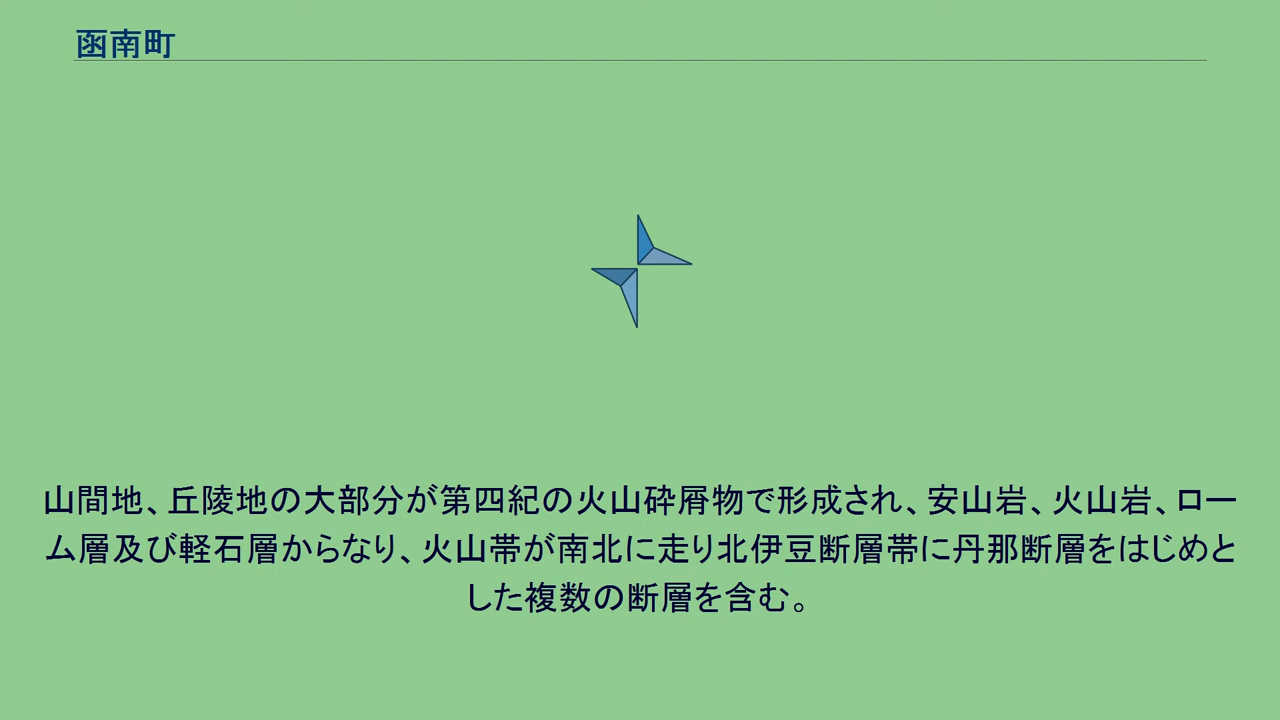 函南町
山間地、丘陵地の大部分が第四紀の火山砕屑物で形成され、安山岩、火山岩、ロー
ム層及び軽石層からなり、火山帯が南北に走り北伊豆断層帯に丹那断層をはじめと
した複数の断層を含む。